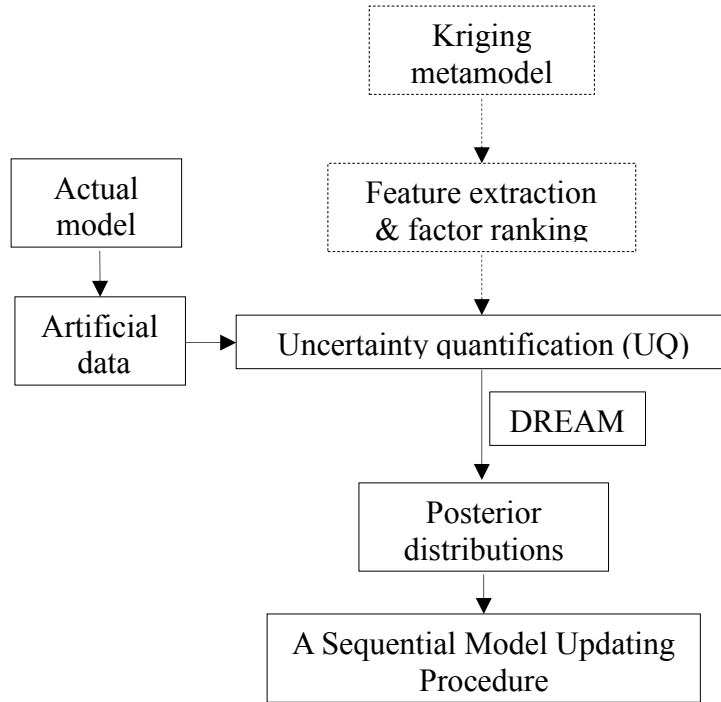 Kriging
metamodel
Feature extraction
& factor ranking
Actual
model
Artificial
data
Uncertainty quantification (UQ)
DREAM
Posterior
distributions
A Sequential Model Updating
Procedure